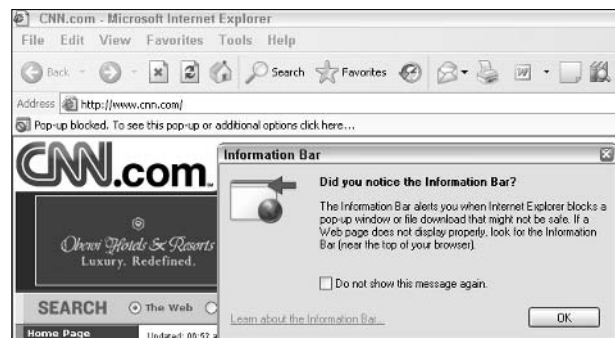 CNN.com - Microsoft Internet Explorer
File Edit View Favorites Tools Help
Back Search Favorites
Address http://www.cnn.com/
Pop-up blocked. To see this pop-up or additional options click here...
CNN.com
Information Bar
Did you notice the Information Bar?
The Information Bar alerts you when Internet Explorer blocks a
pop-up window or file download that might not be safe. If a
Web page does not display properly, look for the Information
Bar (near the top of your browser).
Do not show this message again.
Learn about the Information Bar...
OK
Oberoi Hotels & Resorts
Luxury. Redefined.
SEARCH The Web
Home Page Updated: